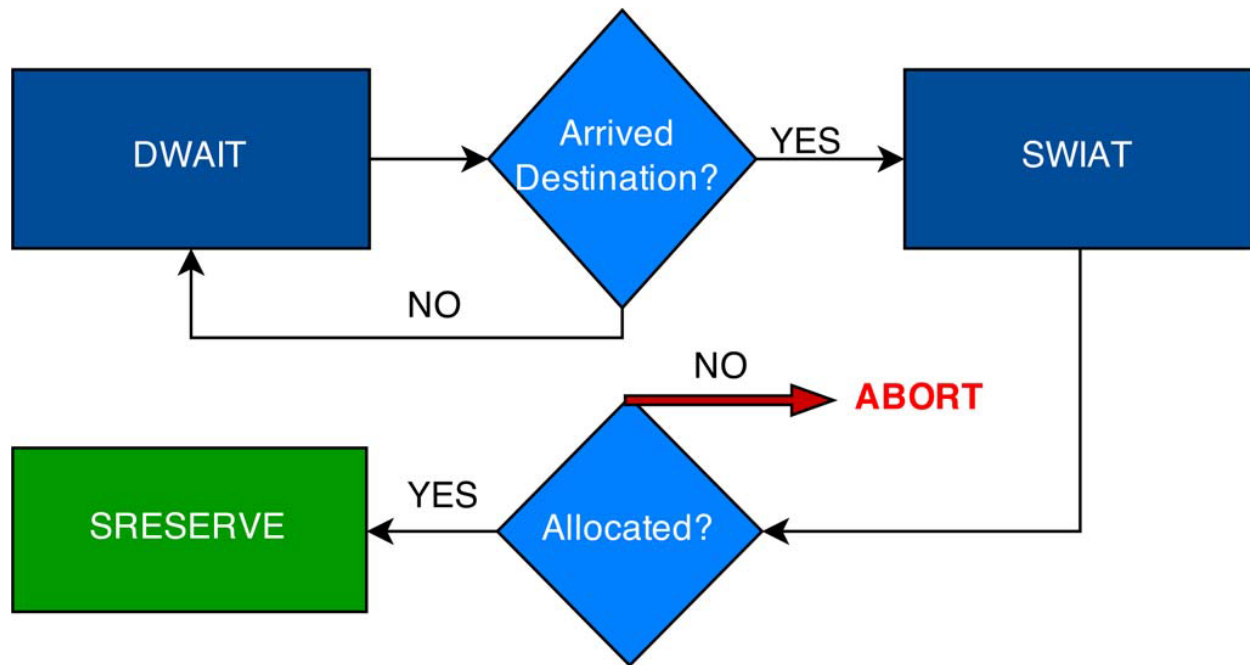 DWAIT
Arrived
Destination?
YES
SWIAT
NO
NO
ABORT
SRESERVE
YES
Allocated?